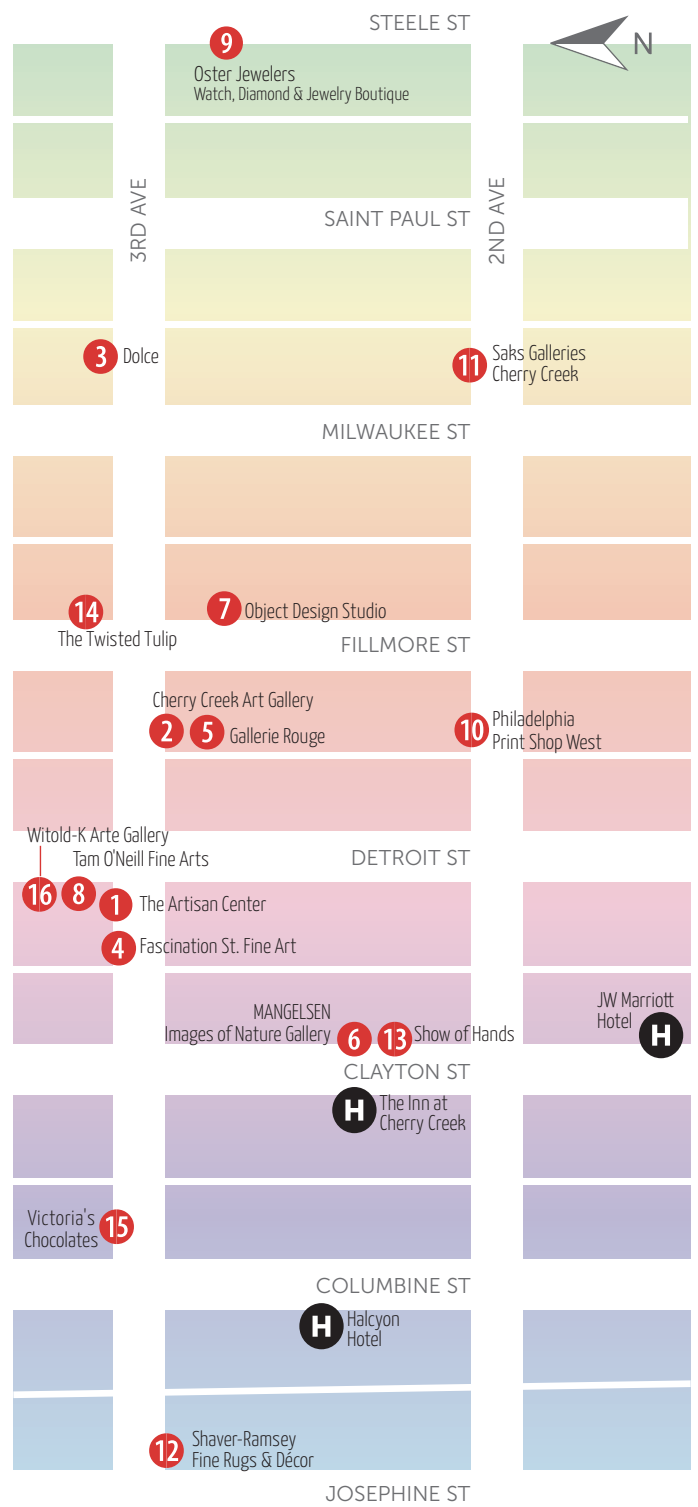 STEELE ST
N
9
Oster Jewelers
Watch, Diamond & Jewelry Boutique
3RD AVE
2ND AVE
SAINT PAUL ST
3 Dolce
11 Saks Galleries
Cherry Creek
MILWAUKEE ST
14
The Twisted Tulip
7 Object Design Studio
FILLMORE ST
Cherry Creek Art Gallery
2
5 Gallerie Rouge
10 Philadelphia
Print Shop West
DETROIT ST
Witold-K Arte Gallery
16
Tam O'Neill Fine Arts
8
1 The Artisan Center
4 Fascination St. Fine Art
MANGELSEN
Images of Nature Gallery 6
13 Show of Hands
JW Marriott
Hotel H
CLAYTON ST
H The Inn at
Cherry Creek
Victoria's
Chocolates 15
COLUMBINE ST
H Halcyon
Hotel
12 Shaver-Ramsey
Fine Rugs & Décor
JOSEPHINE ST